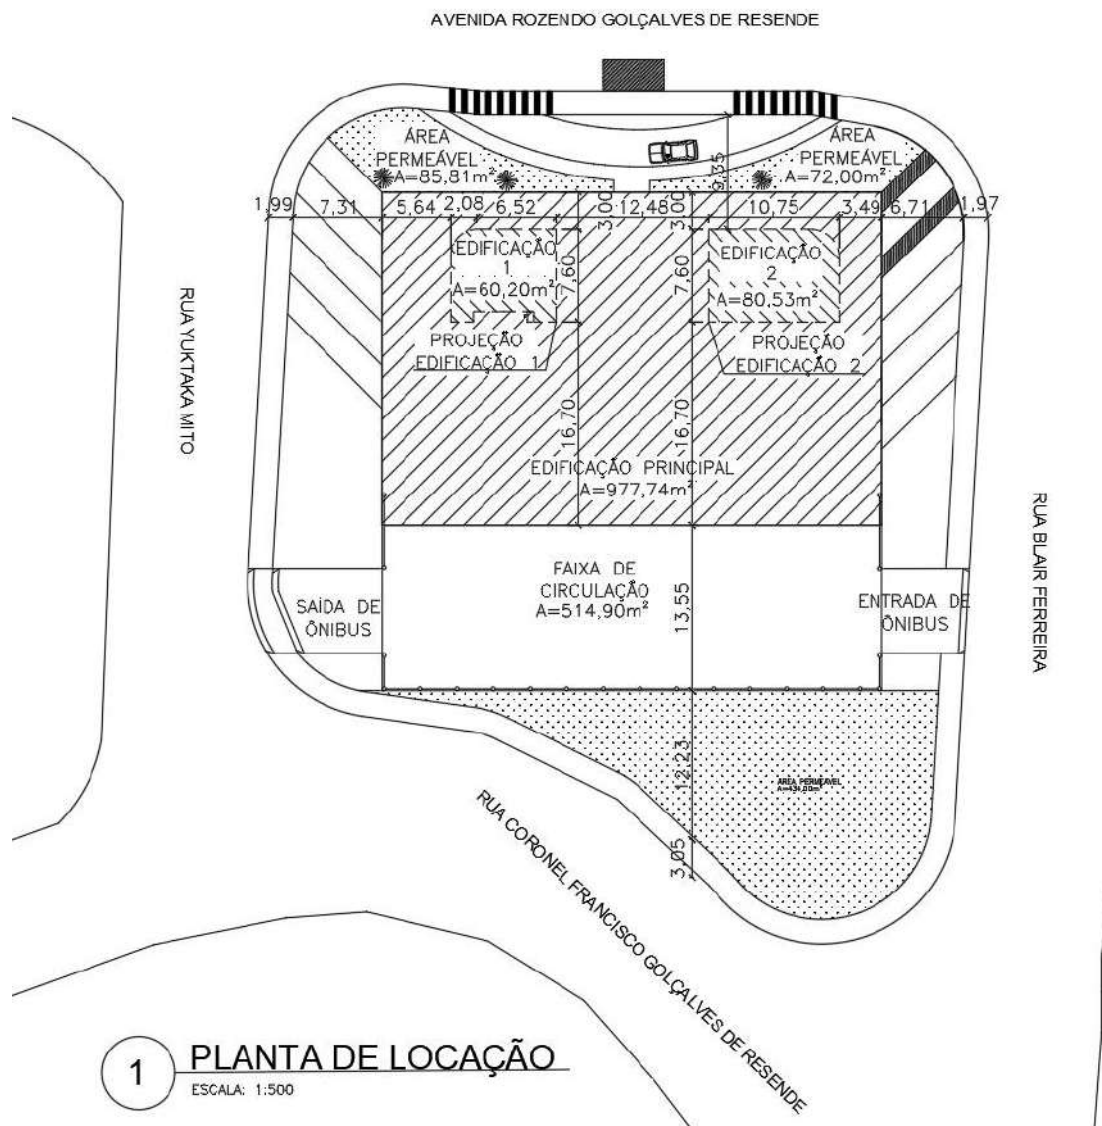 AVENIDA ROZENDO GOLÇALVES DE RESENDE
ÁREA
PERMEÁVEL
A=85,81m²
ÁREA
PERMEÁVEL
A=72,00m²
9,35
1,99
7,31
5,64
2,08
6,52
3,00
12,48
3,00
10,75
3,49
6,71
1,97
EDIFICAÇÃO
1
A=60,20m²
7,60
7,60
EDIFICAÇÃO
2
A=80,53m²
PROJEÇÃO
EDIFICAÇÃO 1
PROJEÇÃO
EDIFICAÇÃO 2
RUA YUKTAKA MITO
16,70
16,70
EDIFICAÇÃO PRINCIPAL
A=977,74m²
RUA BLAIR FERREIRA
FAIXA DE
CIRCULAÇÃO
A=514,90m²
13,55
SAÍDA DE
ÔNIBUS
ENTRADA DE
ÔNIBUS
12,23
ÁREA PERMEÁVEL
3,05
RUA CORONEL FRANCISCO GOLÇALVES DE RESENDE
1
PLANTA DE LOCAÇÃO
ESCALA: 1:500